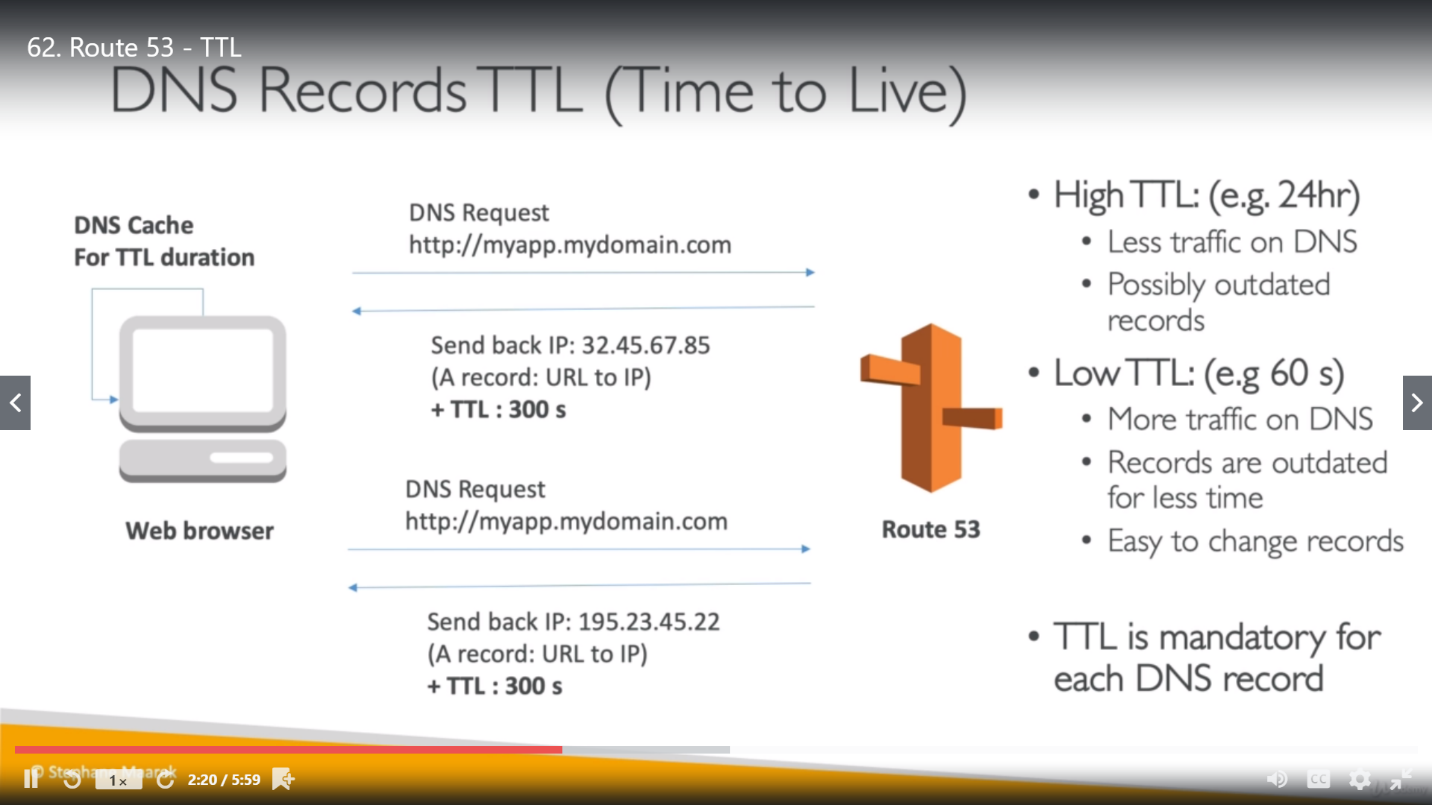 62. Route 53 - TTL
DNS Records TTL (Time to Live)
DNS Cache
For TTL duration
Web browser
DNS Request
http://myapp.mydomain.com
Send back IP: 32.45.67.85
(A record: URL to IP)
+ TTL : 300 s
DNS Request
http://myapp.mydomain.com
Send back IP: 195.23.45.22
(A record: URL to IP)
+ TTL : 300 s
Route 53
• High TTL: (e.g. 24hr)
• Less traffic on DNS
• Possibly outdated
records
• Low TTL: (e.g 60 s)
• More traffic on DNS
• Records are outdated
for less time
• Easy to change records
• TTL is mandatory for
each DNS record
© Stephane Maarek
1x
2:20 / 5:59
CC